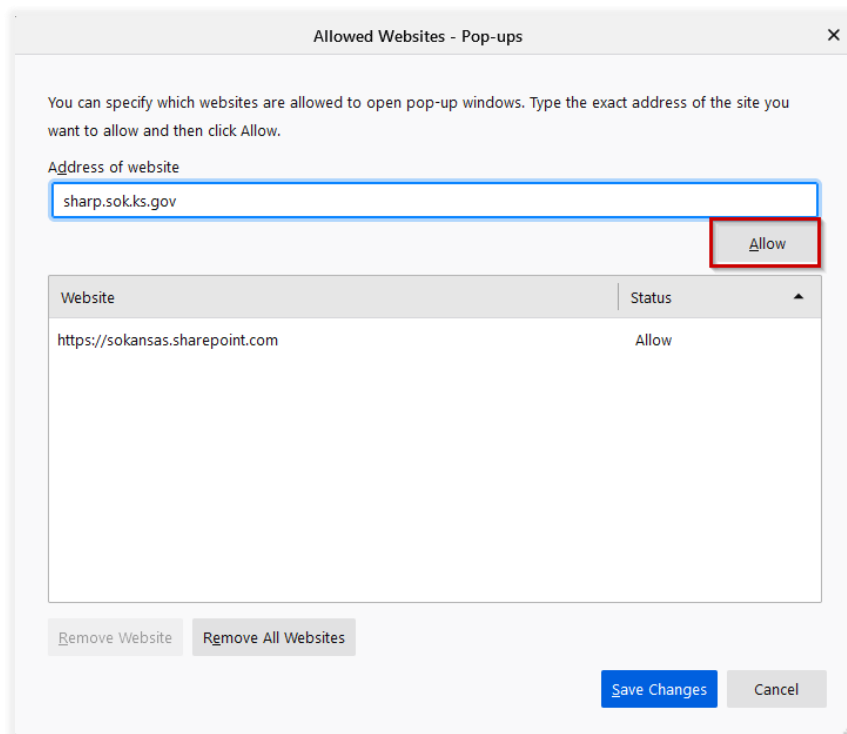 Allowed Websites - Pop-ups
You can specify which websites are allowed to open pop-up windows. Type the exact address of the site you
want to allow and then click Allow.
Address of website
sharp.sok.ks.gov
Allow
Website Status
https://sokansas.sharepoint.com Allow
Remove Website Remove All Websites
Save Changes Cancel